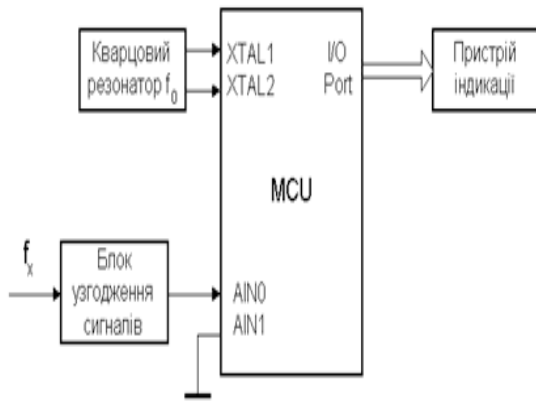 Кварцовий
резонатор f₀
XTAL1
XTAL2
I/O
Port
Пристрій
індикації
MCU
fₓ
Блок
узгодження
сигналів
AIN0
AIN1